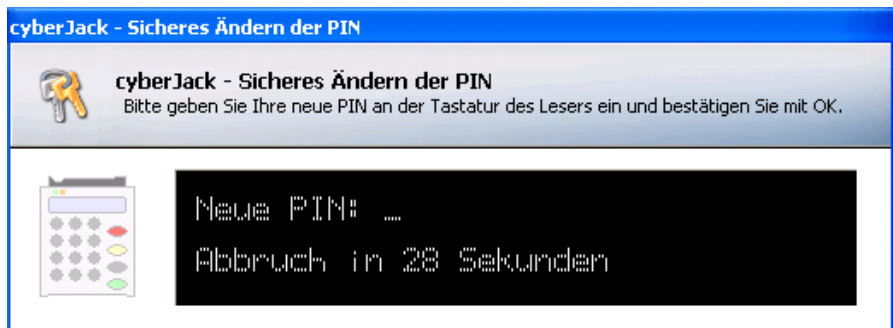 cyberJack - Sicheres Ändern der PIN
cyberJack - Sicheres Ändern der PIN
Bitte geben Sie Ihre neue PIN an der Tastatur des Lesers ein und bestätigen Sie mit OK.
Neue PIN: _
Abbruch in 28 Sekunden